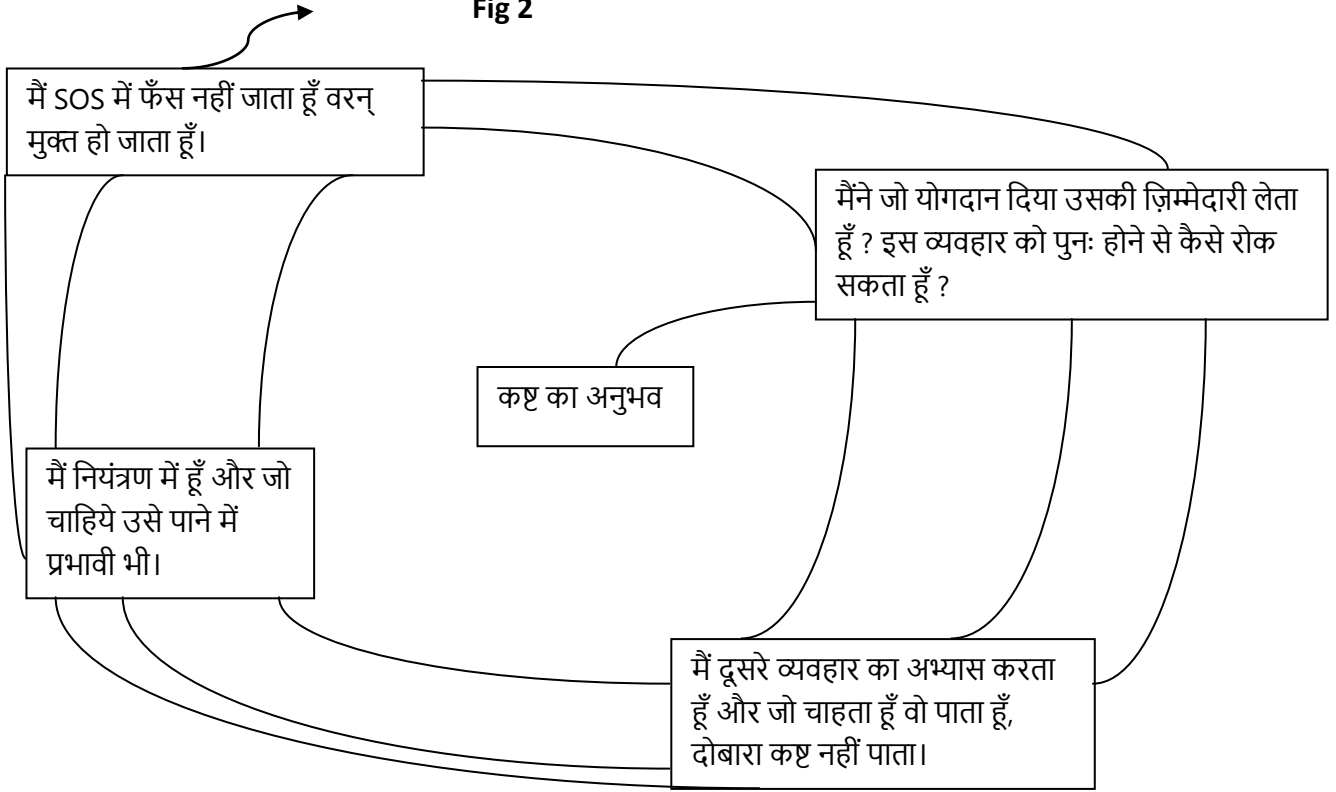 Fig 2
मैं SOS में फँस नहीं जाता हूँ वरन्
मुक्त हो जाता हूँ।
मैंने जो योगदान दिया उसकी ज़िम्मेदारी लेता
हूँ ? इस व्यवहार को पुनः होने से कैसे रोक
सकता हूँ ?
कष्ट का अनुभव
मैं नियंत्रण में हूँ और जो
चाहिये उसे पाने में
प्रभावी भी।
मैं दूसरे व्यवहार का अभ्यास करता
हूँ और जो चाहता हूँ वो पाता हूँ,
दोबारा कष्ट नहीं पाता।